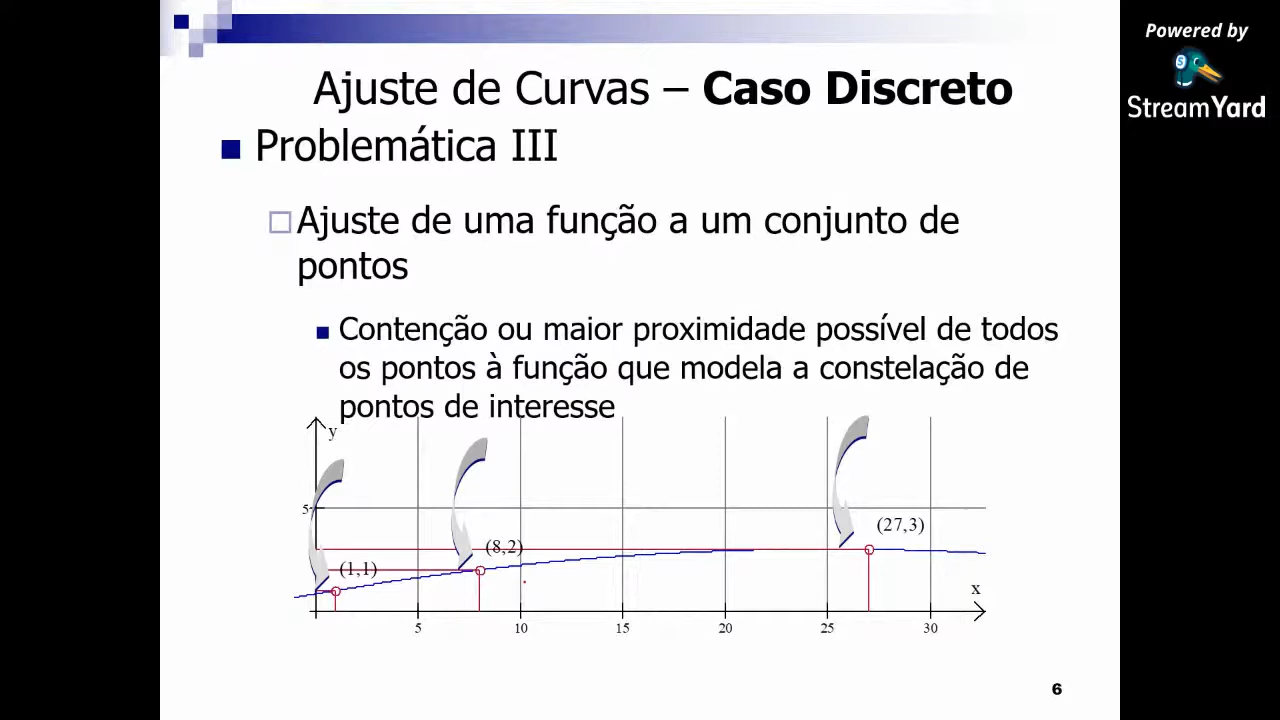 Powered by
StreamYard
Ajuste de Curvas – Caso Discreto
Problemática III
Ajuste de uma função a um conjunto de
pontos
Contenção ou maior proximidade possível de todos
os pontos à função que modela a constelação de
pontos de interesse
y
5
(27,3)
(8,2)
(1,1)
x
5 10 15 20 25 30
6